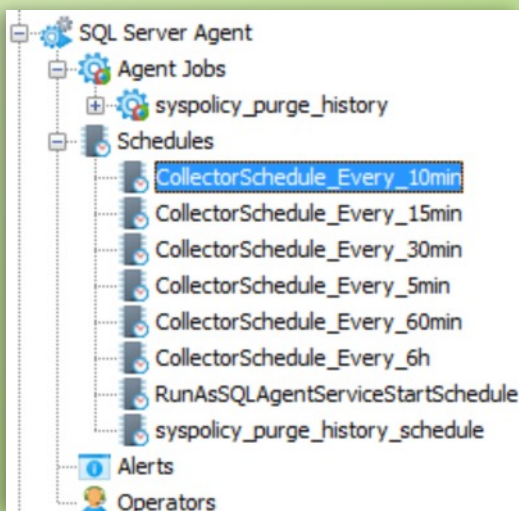 SQL Server Agent
Agent Jobs
syspolicy_purge_history
Schedules
CollectorSchedule_Every_10min
CollectorSchedule_Every_15min
CollectorSchedule_Every_30min
CollectorSchedule_Every_5min
CollectorSchedule_Every_60min
CollectorSchedule_Every_6h
RunAsSQLAgentServiceStartSchedule
syspolicy_purge_history_schedule
Alerts
Operators